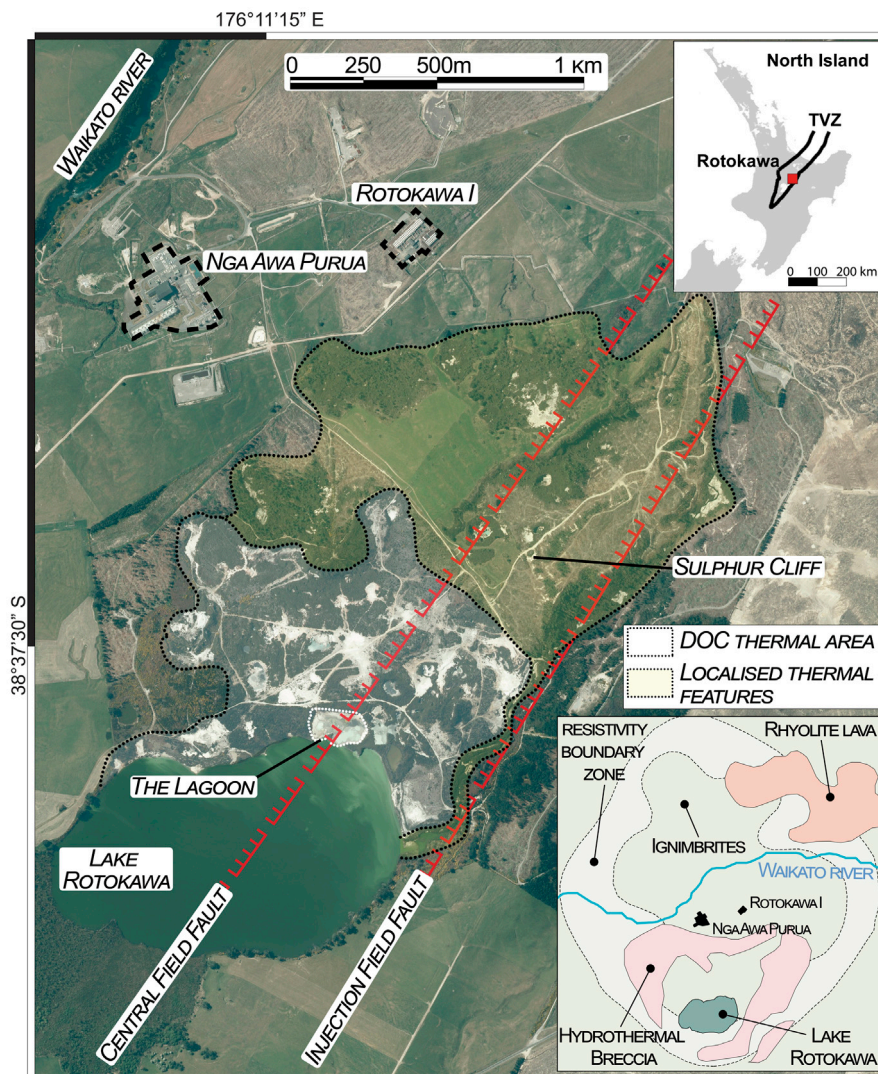 176°11'15" E
38°37'30" S
0 250 500m 1 KM
WAIKATO RIVER
ROTOKAWA I
NGA AWA PURUA
North Island
TVZ
Rotokawa
0 100 200 km
SULPHUR CLIFF
DOC THERMAL AREA
LOCALISED THERMAL
FEATURES
THE LAGOON
LAKE
ROTOKAWA
CENTRAL FIELD FAULT
INJECTION FIELD FAULT
RESISTIVITY
BOUNDARY
ZONE
RHYOLITE LAVA
IGNIMBRITES
WAIKATO RIVER
ROTOKAWA I
NGA AWA PURUA
HYDROTHERMAL
BRECCIA
LAKE
ROTOKAWA